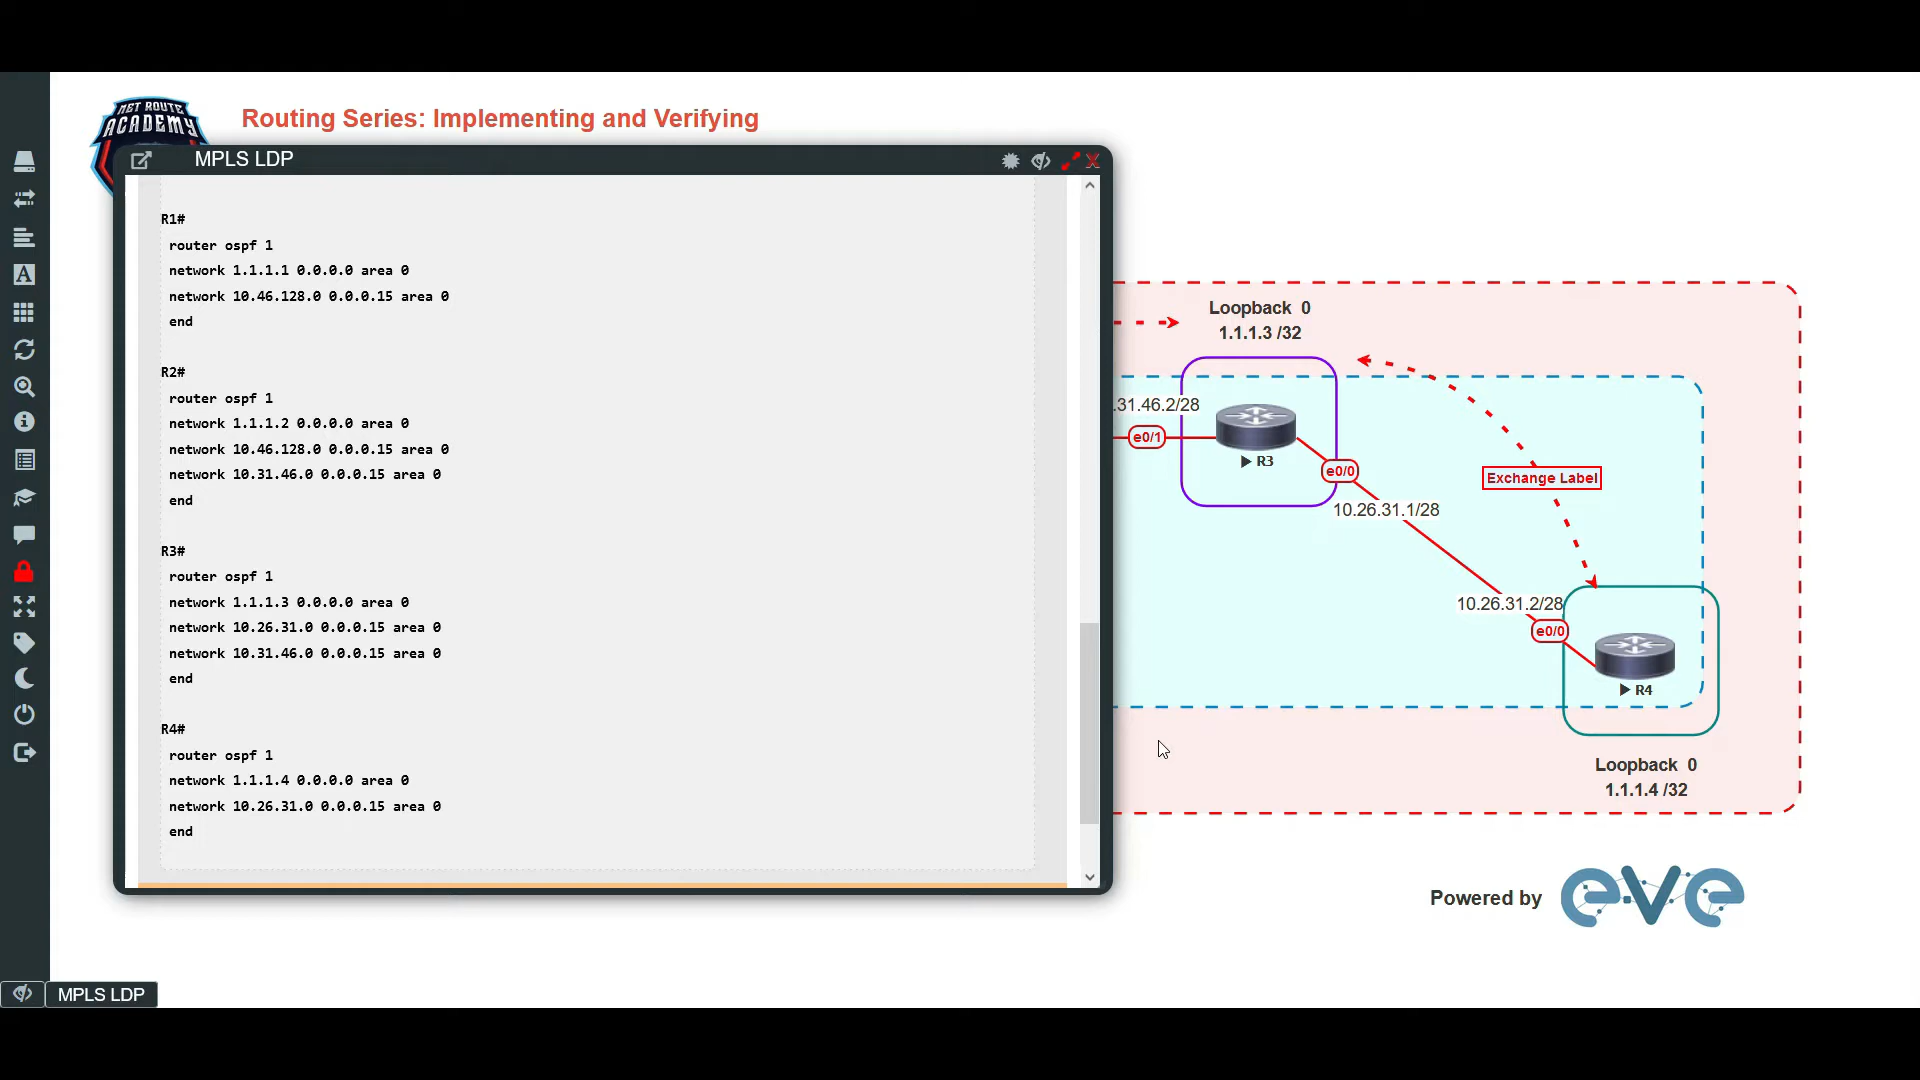 NET ROUTE
ACADEMY
Routing Series: Implementing and Verifying
MPLS LDP
R1#
router ospf 1
network 1.1.1.1 0.0.0.0 area 0
network 10.46.128.0 0.0.0.15 area 0
end
R2#
router ospf 1
network 1.1.1.2 0.0.0.0 area 0
network 10.46.128.0 0.0.0.15 area 0
network 10.31.46.0 0.0.0.15 area 0
end
R3#
router ospf 1
network 1.1.1.3 0.0.0.0 area 0
network 10.26.31.0 0.0.0.15 area 0
network 10.31.46.0 0.0.0.15 area 0
end
R4#
router ospf 1
network 1.1.1.4 0.0.0.0 area 0
network 10.26.31.0 0.0.0.15 area 0
end
Loopback 0
1.1.1.3 /32
.31.46.2/28
e0/1
R3
e0/0
10.26.31.1/28
Exchange Label
10.26.31.2/28
e0/0
R4
Loopback 0
1.1.1.4 /32
Powered by eve
MPLS LDP